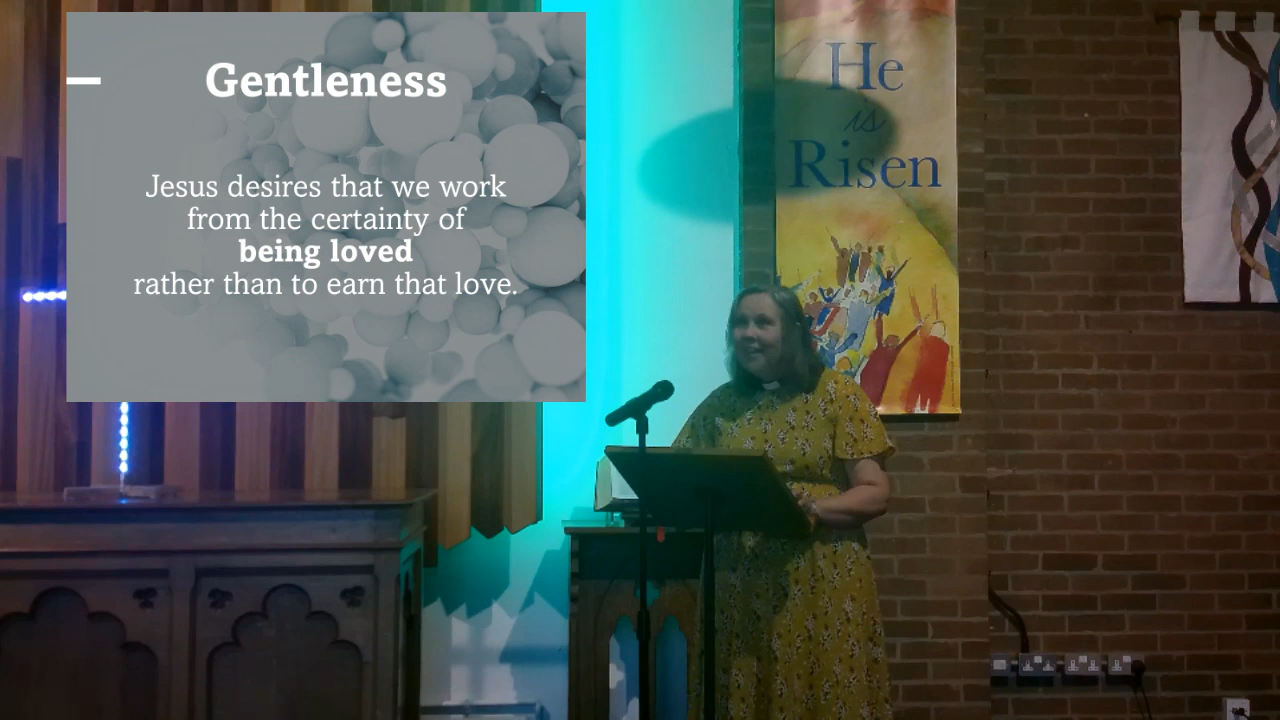 Gentleness
Jesus desires that we work
from the certainty of
being loved
rather than to earn that love.
He
is
Risen